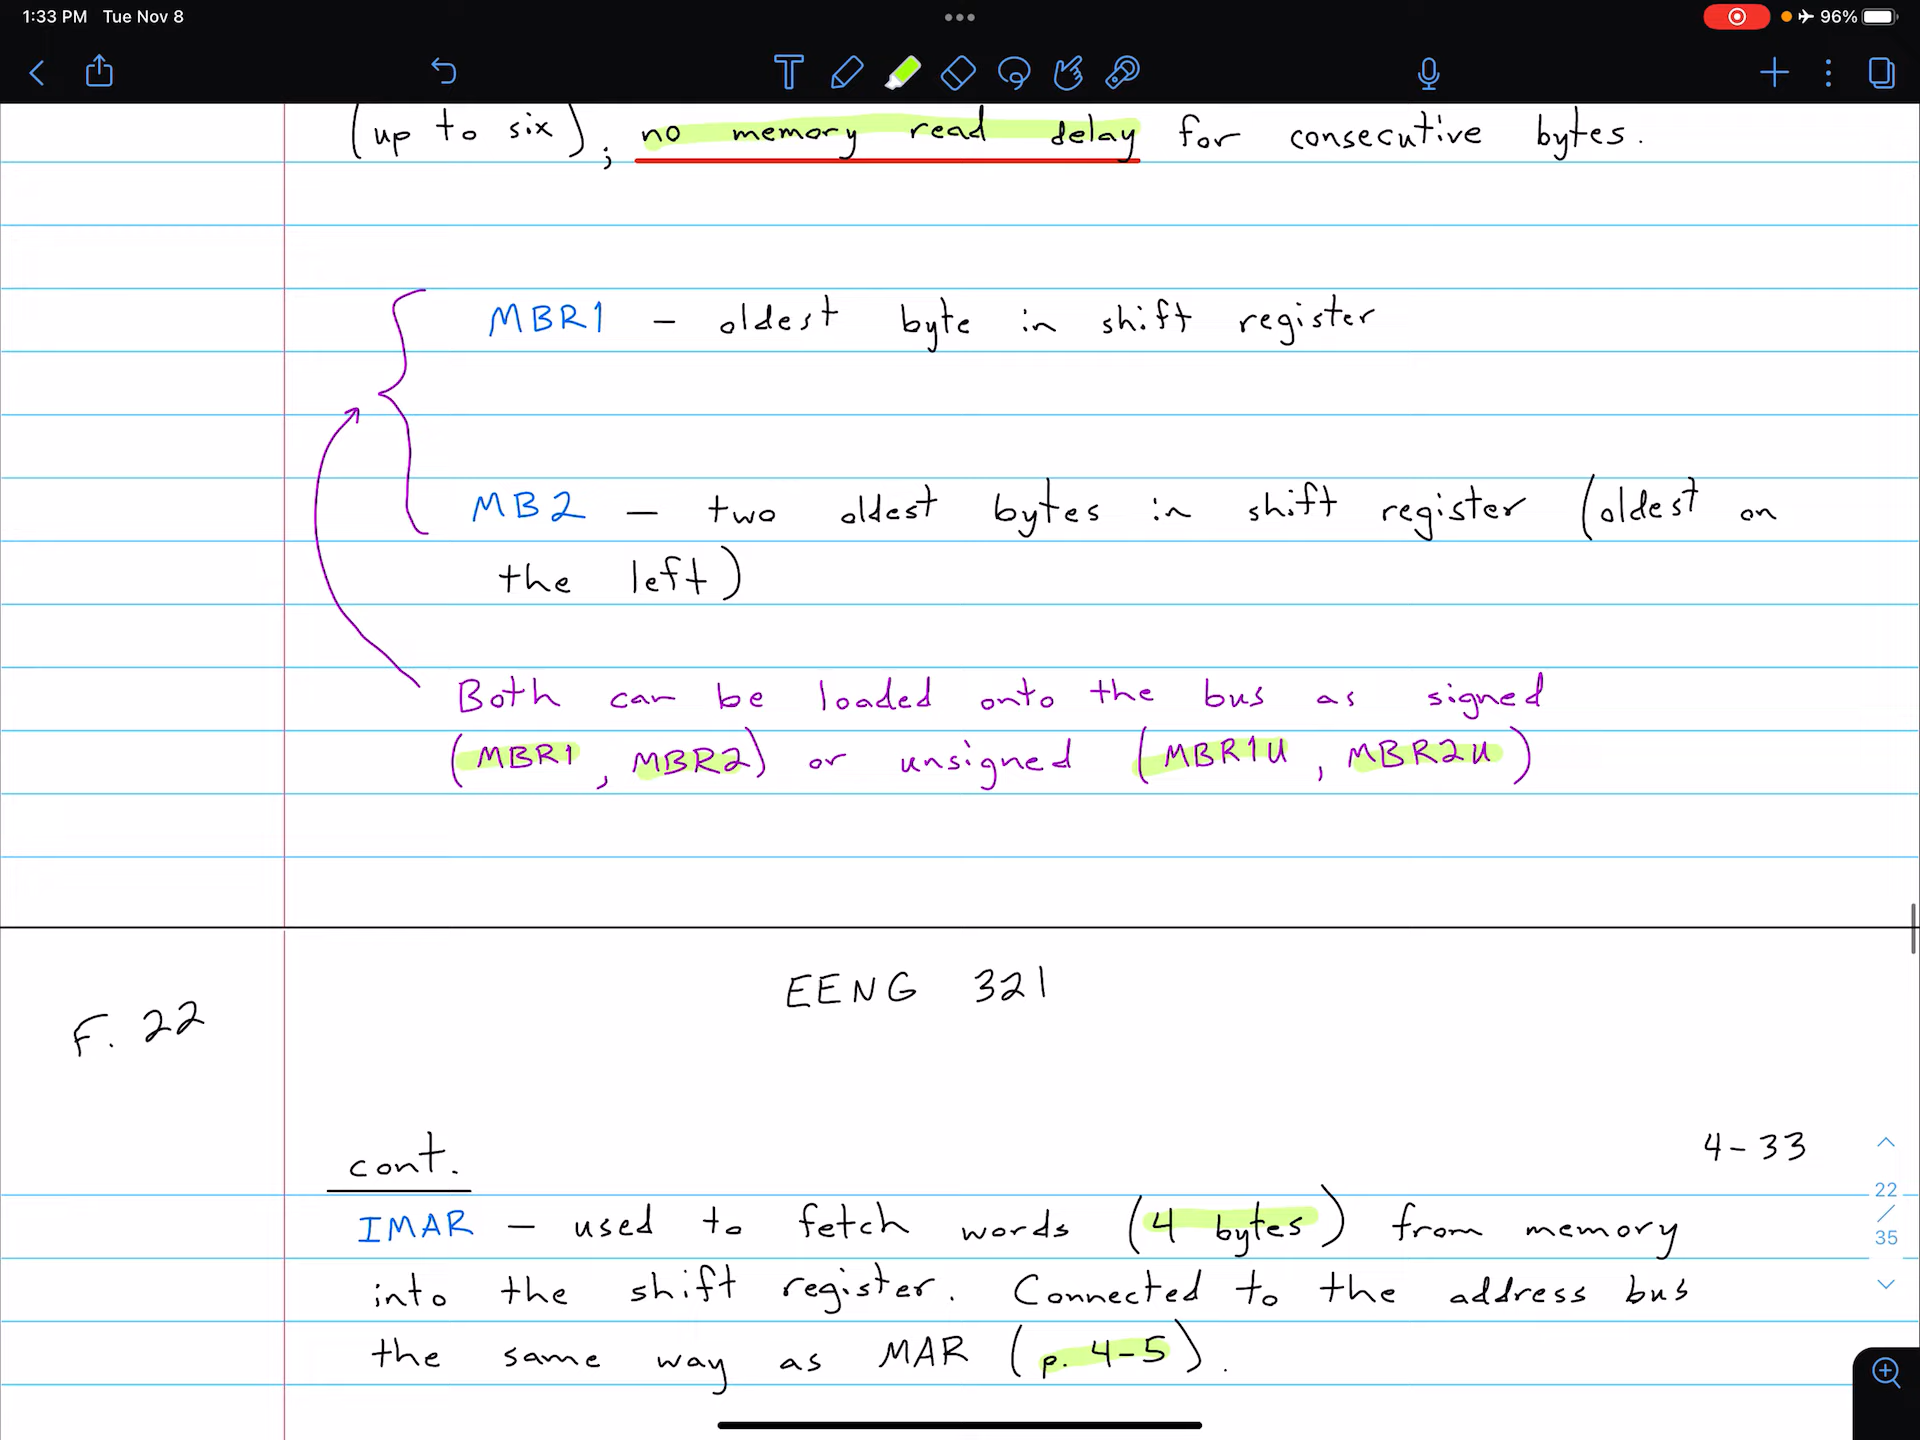 1:33 PM Tue Nov 8
96%
(up to six); no memory read delay for consecutive bytes.
MBR1 – oldest byte in shift register
MB2 – two oldest bytes in shift register (oldest on
the left)
Both can be loaded onto the bus as signed
(MBR1, MBR2) or unsigned (MBR1U, MBR2U)
EENG 321
F. 22
4-33
cont.
IMAR – used to fetch words (4 bytes) from memory
into the shift register. Connected to the address bus
the same way as MAR (p. 4-5).
22
/
35